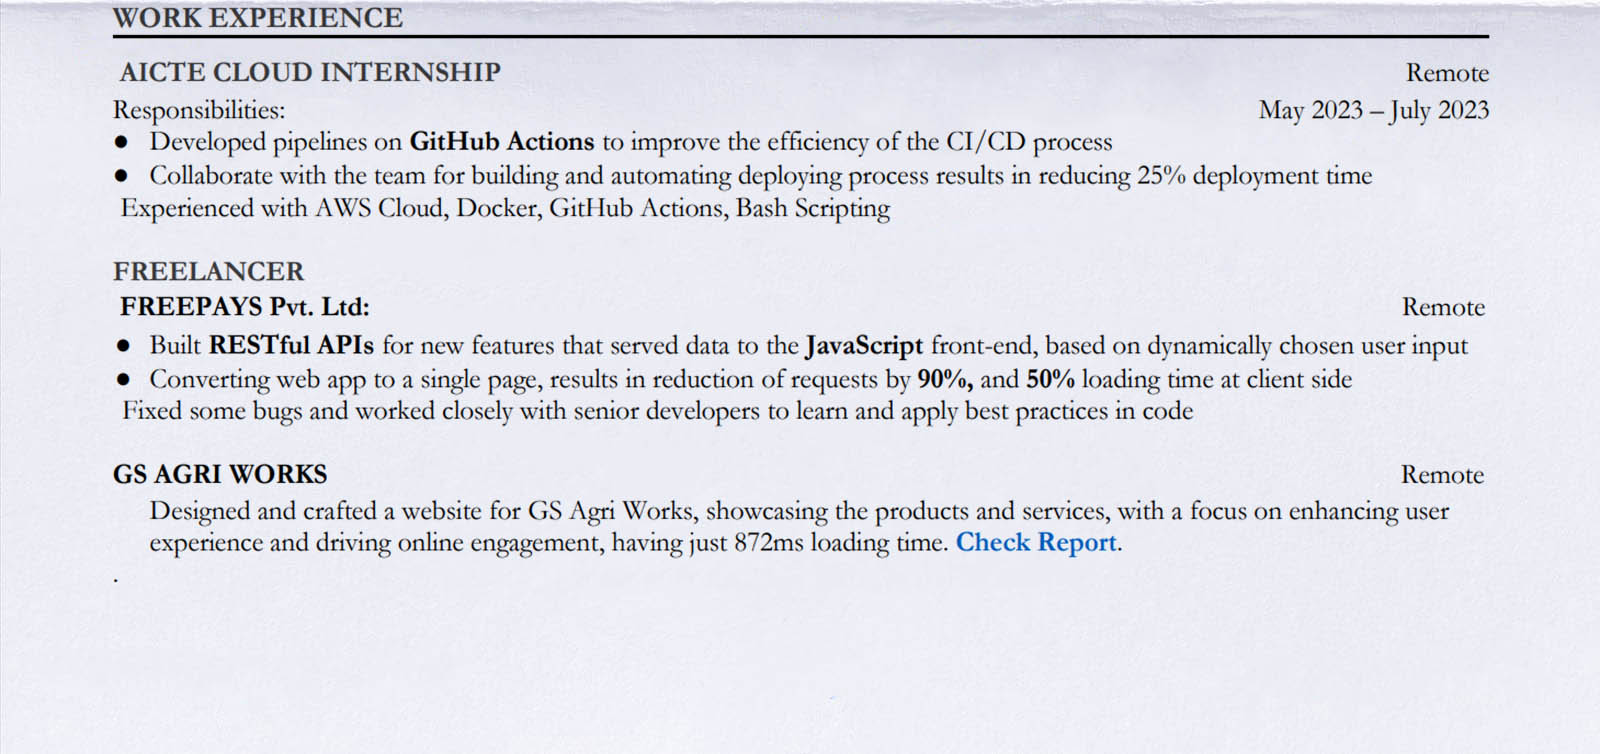 WORK EXPERIENCE
AICTE CLOUD INTERNSHIP Remote
Responsibilities: May 2023 – July 2023
● Developed pipelines on GitHub Actions to improve the efficiency of the CI/CD process
● Collaborate with the team for building and automating deploying process results in reducing 25% deployment time
Experienced with AWS Cloud, Docker, GitHub Actions, Bash Scripting
FREELANCER
FREEPAYS Pvt. Ltd: Remote
● Built RESTful APIs for new features that served data to the JavaScript front-end, based on dynamically chosen user input
● Converting web app to a single page, results in reduction of requests by 90%, and 50% loading time at client side
Fixed some bugs and worked closely with senior developers to learn and apply best practices in code
GS AGRI WORKS Remote
Designed and crafted a website for GS Agri Works, showcasing the products and services, with a focus on enhancing user
experience and driving online engagement, having just 872ms loading time. Check Report.
.